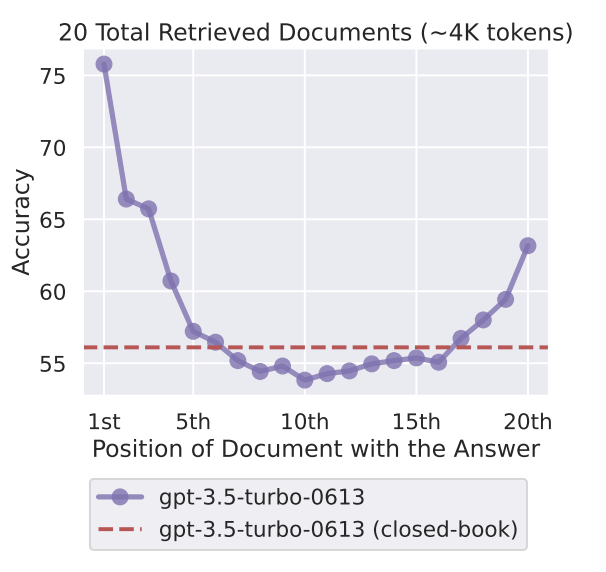 20 Total Retrieved Documents (~4K tokens)
75
70
65
60
55
Accuracy
1st 5th 10th 15th 20th
Position of Document with the Answer
gpt-3.5-turbo-0613
gpt-3.5-turbo-0613 (closed-book)